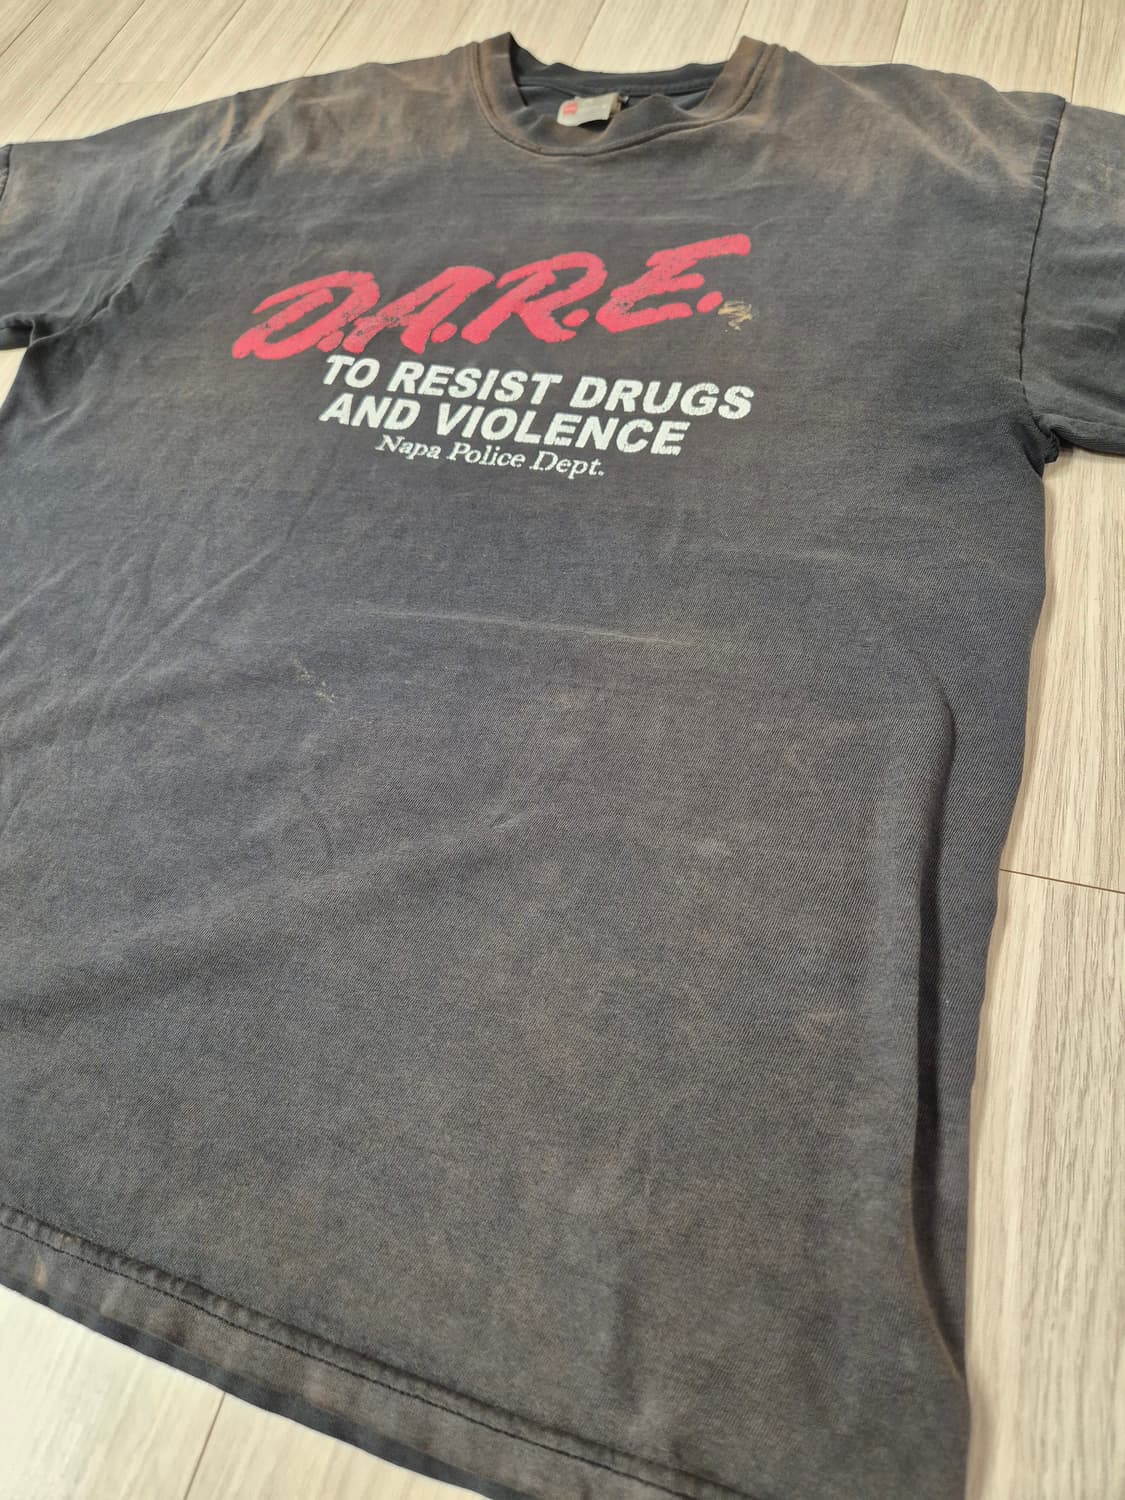 D.A.R.E.
TO RESIST DRUGS
AND VIOLENCE
Napa Police Dept.